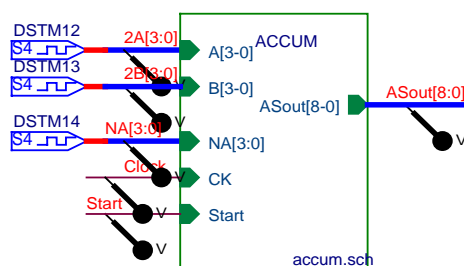 DSTM12
S4
2A[3:0]
A[3-0]
ACCUM
DSTM13
S4
2B[3:0]
V
B[3-0]
ASout[8-0]
ASout[8:0]
V
DSTM14
S4
NA[3:0]
V
NA[3:0]
V
Clock
V
CK
Start
V
Start
V
accum.sch